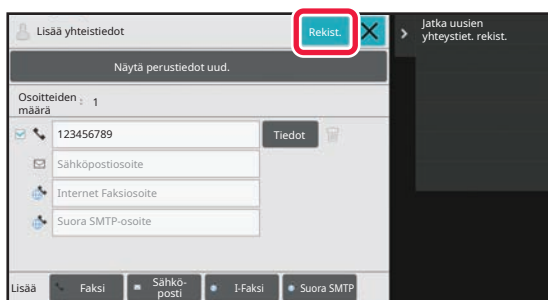 Lisää yhteistiedot
Rekist.
Jatka uusien
yhteystiet. rekist.
Näytä perustiedot uud.
Osoitteiden
määrä : 1
123456789
Tiedot
Sähköpostiosoite
Internet Faksiosoite
Suora SMTP-osoite
Lisää
Faksi
Sähkö-
posti
I-Faksi
Suora SMTP